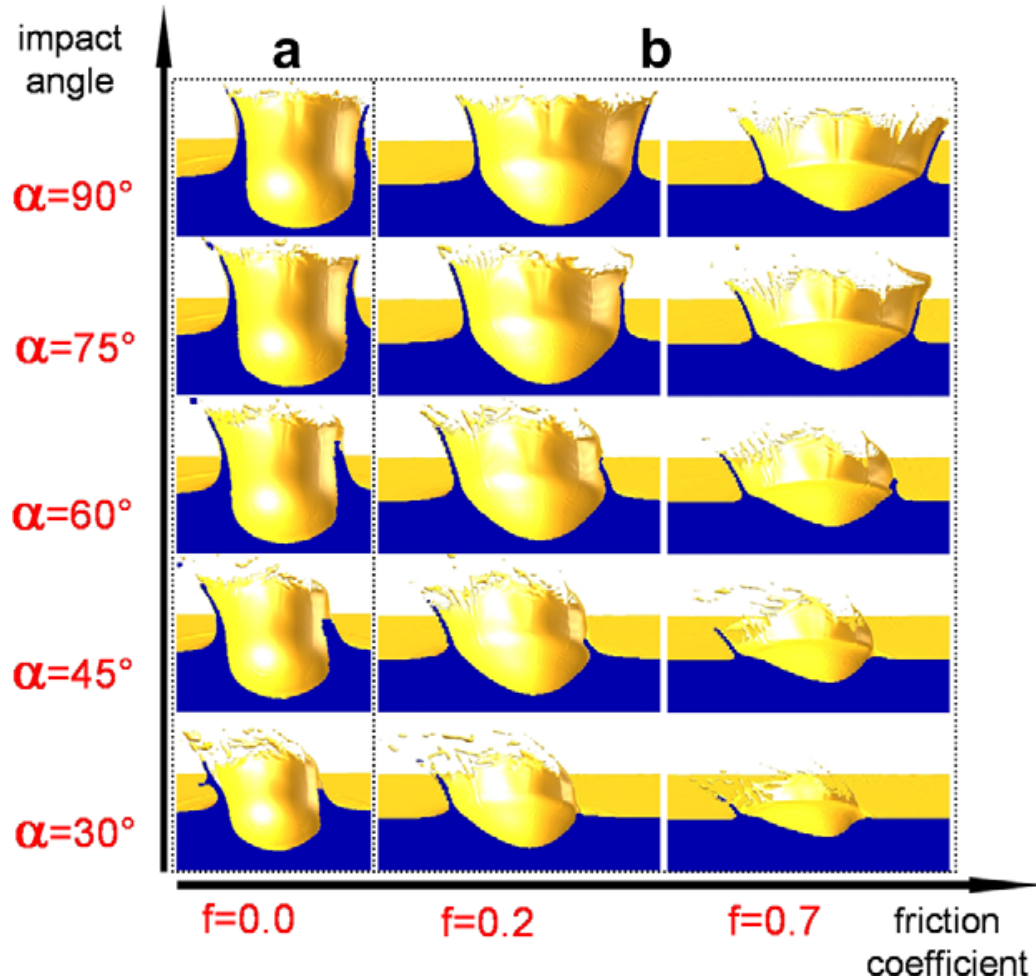 impact
angle
a
b
α=90°
α=75°
α=60°
α=45°
α=30°
f=0.0
f=0.2
f=0.7
friction
coefficient